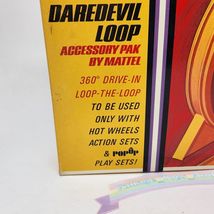 DAREDEVIL
LOOP
ACCESSORY PAK
BY MATTEL
360° DRIVE-IN
LOOP-THE-LOOP
TO BE USED
ONLY WITH
HOT WHEELS
ACTION SETS
& POPUP
PLAY SETS!